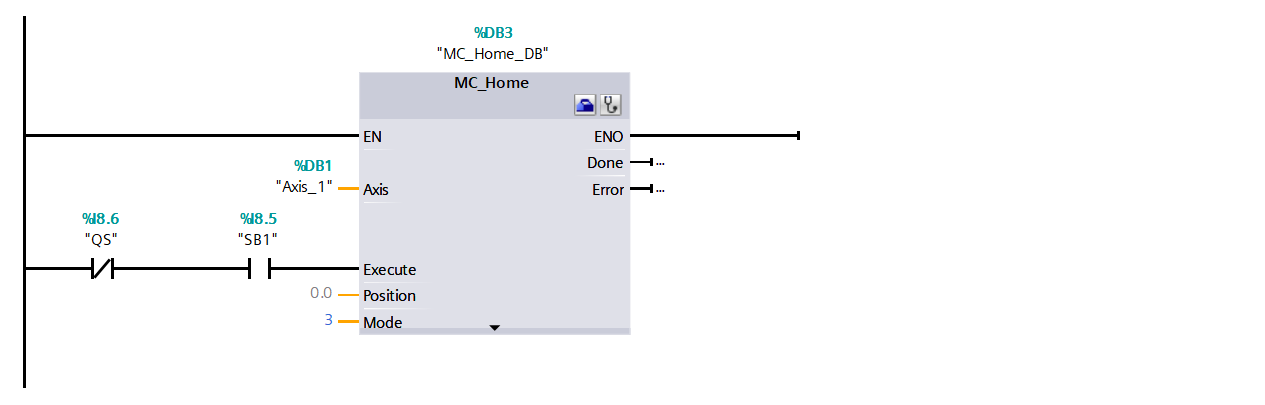 %DB3
"MC_Home_DB"
MC_Home
EN
ENO
%DB1
Done
...
"Axis_1"
Axis
Error
...
%I8.6
%I8.5
"QS"
"SB1"
Execute
0.0
Position
3
Mode